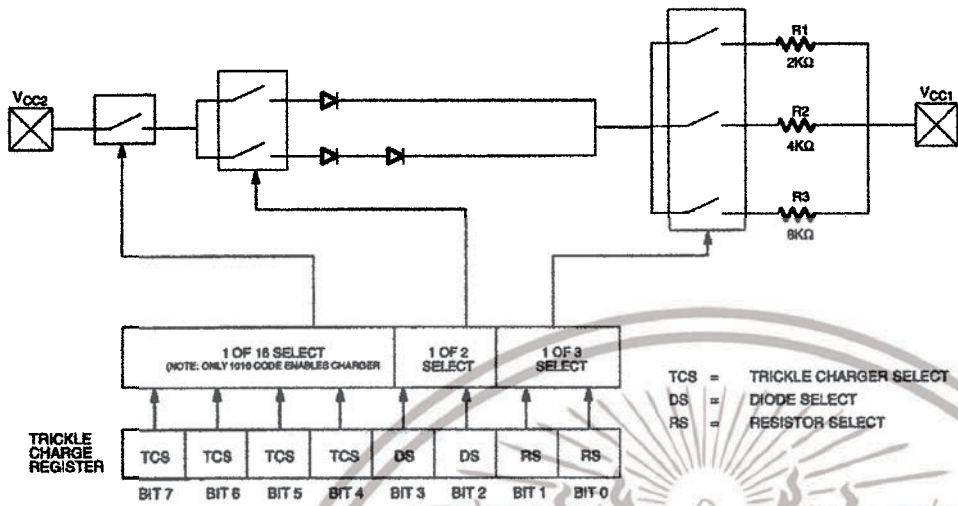 R1
2KΩ
VCC2
VCC1
R2
4KΩ
R3
8KΩ
1 OF 16 SELECT
(NOTE: ONLY 1010 CODE ENABLES CHARGER
1 OF 2
SELECT
1 OF 3
SELECT
TCS = TRICKLE CHARGER SELECT
DS = DIODE SELECT
RS = RESISTOR SELECT
TRICKLE
CHARGE
REGISTER
TCS TCS TCS TCS DS DS RS RS
BIT 7 BIT 6 BIT 5 BIT 4 BIT 3 BIT 2 BIT 1 BIT 0